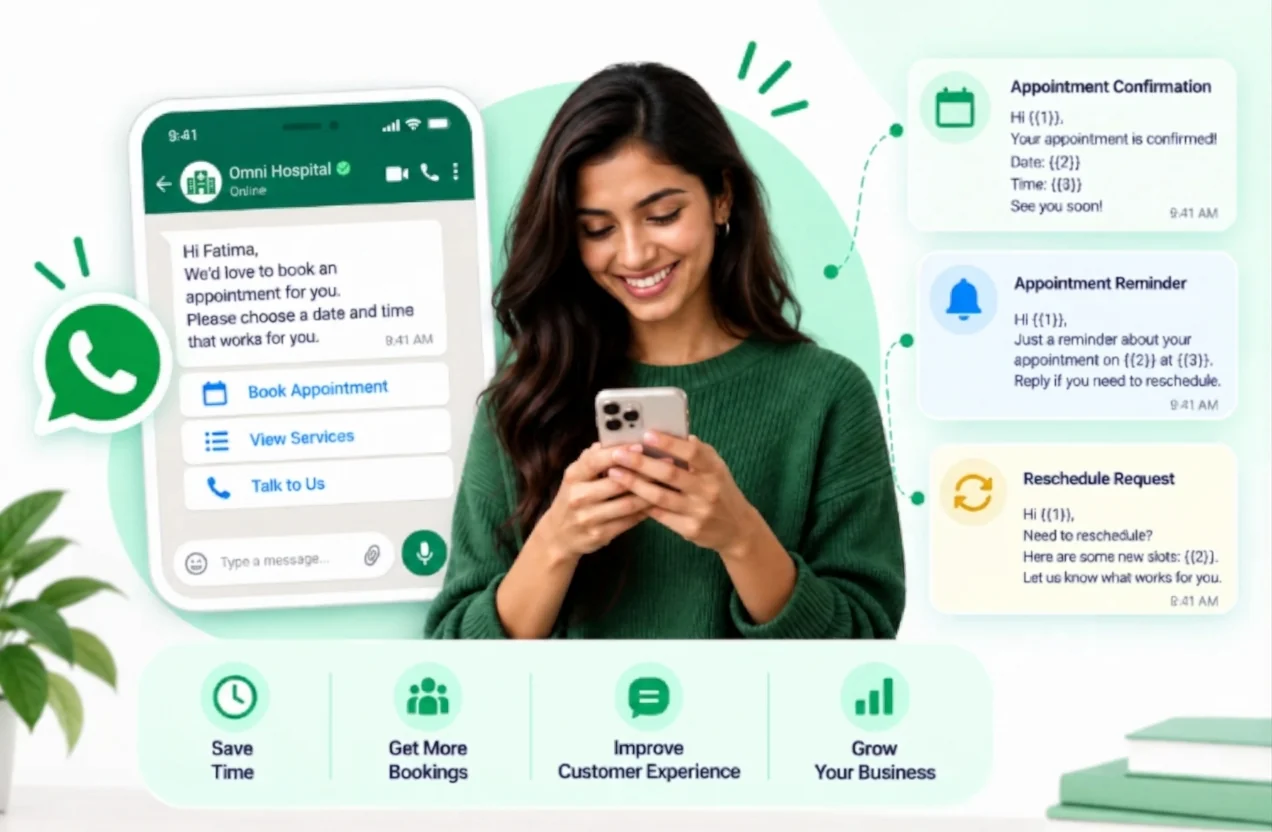 9:41
Omni Hospital
Online
Hi Fatima,
We'd love to book an
appointment for you.
Please choose a date and time
that works for you.
9:41 AM
Book Appointment
View Services
Talk to Us
Type a message...
Appointment Confirmation
Hi {{1}},
Your appointment is confirmed!
Date: {{2}}
Time: {{3}}
See you soon!
9:41 AM
Appointment Reminder
Hi {{1}},
Just a reminder about your
appointment on {{2}} at {{3}}.
Reply if you need to reschedule.
9:41 AM
Reschedule Request
Hi {{1}},
Need to reschedule?
Here are some new slots: {{2}}.
Let us know what works for you.
9:41 AM
Save
Time
Get More
Bookings
Improve
Customer Experience
Grow
Your Business